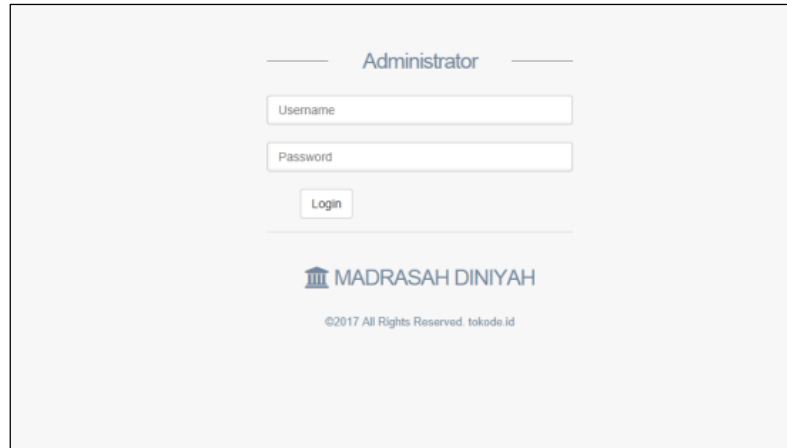 Administrator
Username
Password
Login
MADRASAH DINIYAH
©2017 All Rights Reserved. tokode.id